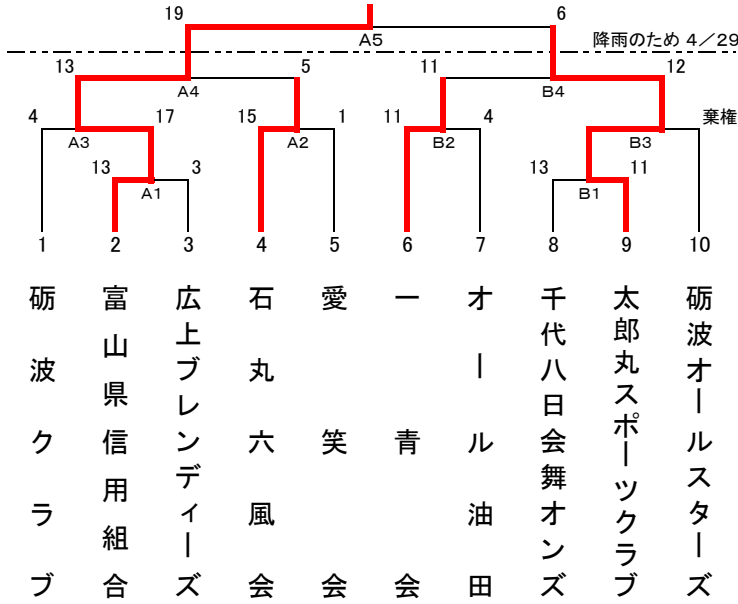 19 6
A5 降雨のため 4／29
13 5 11 12
A4 B4
4 17 15 1 11 4 棄権
A3 A2 B2 B3
13 3 13 11
A1 B1
1 2 3 4 5 6 7 8 9 10
砺波クラブ
富山県信用組合
広上ブレンディーズ
石丸六風会
愛笑会
一青会
オール油田
千代八日会舞オンズ
太郎丸スポーツクラブ
砺波オールスターズ